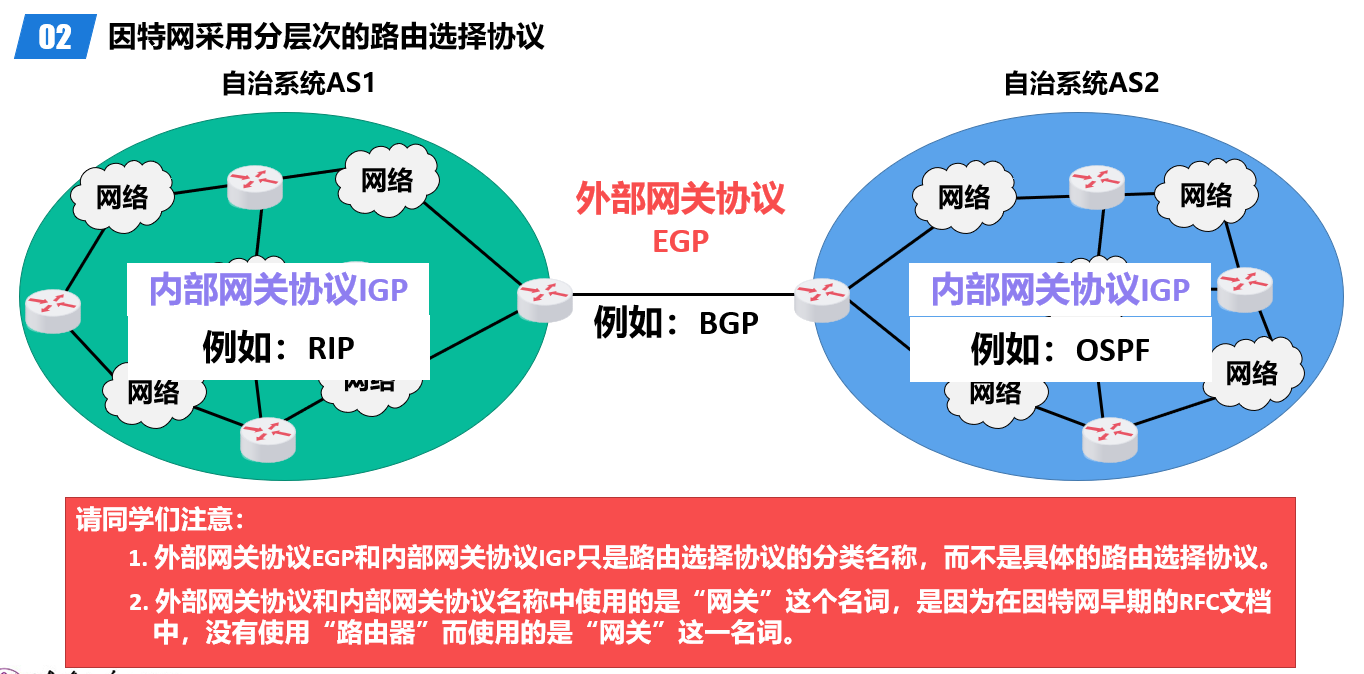 02 因特网采用分层次的路由选择协议
自治系统AS1
自治系统AS2
网络
网络
网络
网络
外部网关协议
EGP
内部网关协议IGP
内部网关协议IGP
例如：BGP
例如：RIP
例如：OSPF
网络
网络
网络
网络
请同学们注意：
1. 外部网关协议EGP和内部网关协议IGP只是路由选择协议的分类名称，而不是具体的路由选择协议。
2. 外部网关协议和内部网关协议名称中使用的是“网关”这个名词，是因为在因特网早期的RFC文档
中，没有使用“路由器”而使用的是“网关”这一名词。